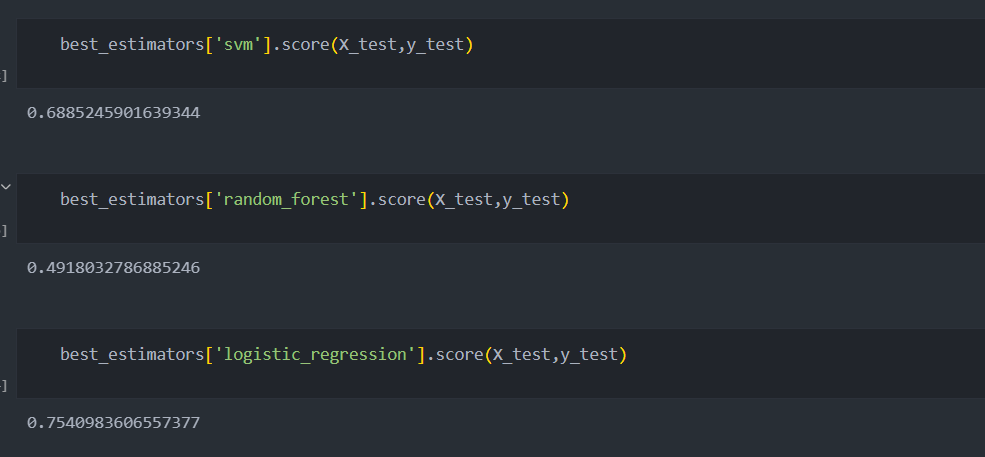 best_estimators['svm'].score(X_test,y_test)
]
0.6885245901639344
best_estimators['random_forest'].score(X_test,y_test)
]
0.4918032786885246
best_estimators['logistic_regression'].score(X_test,y_test)
]
0.7540983606557377